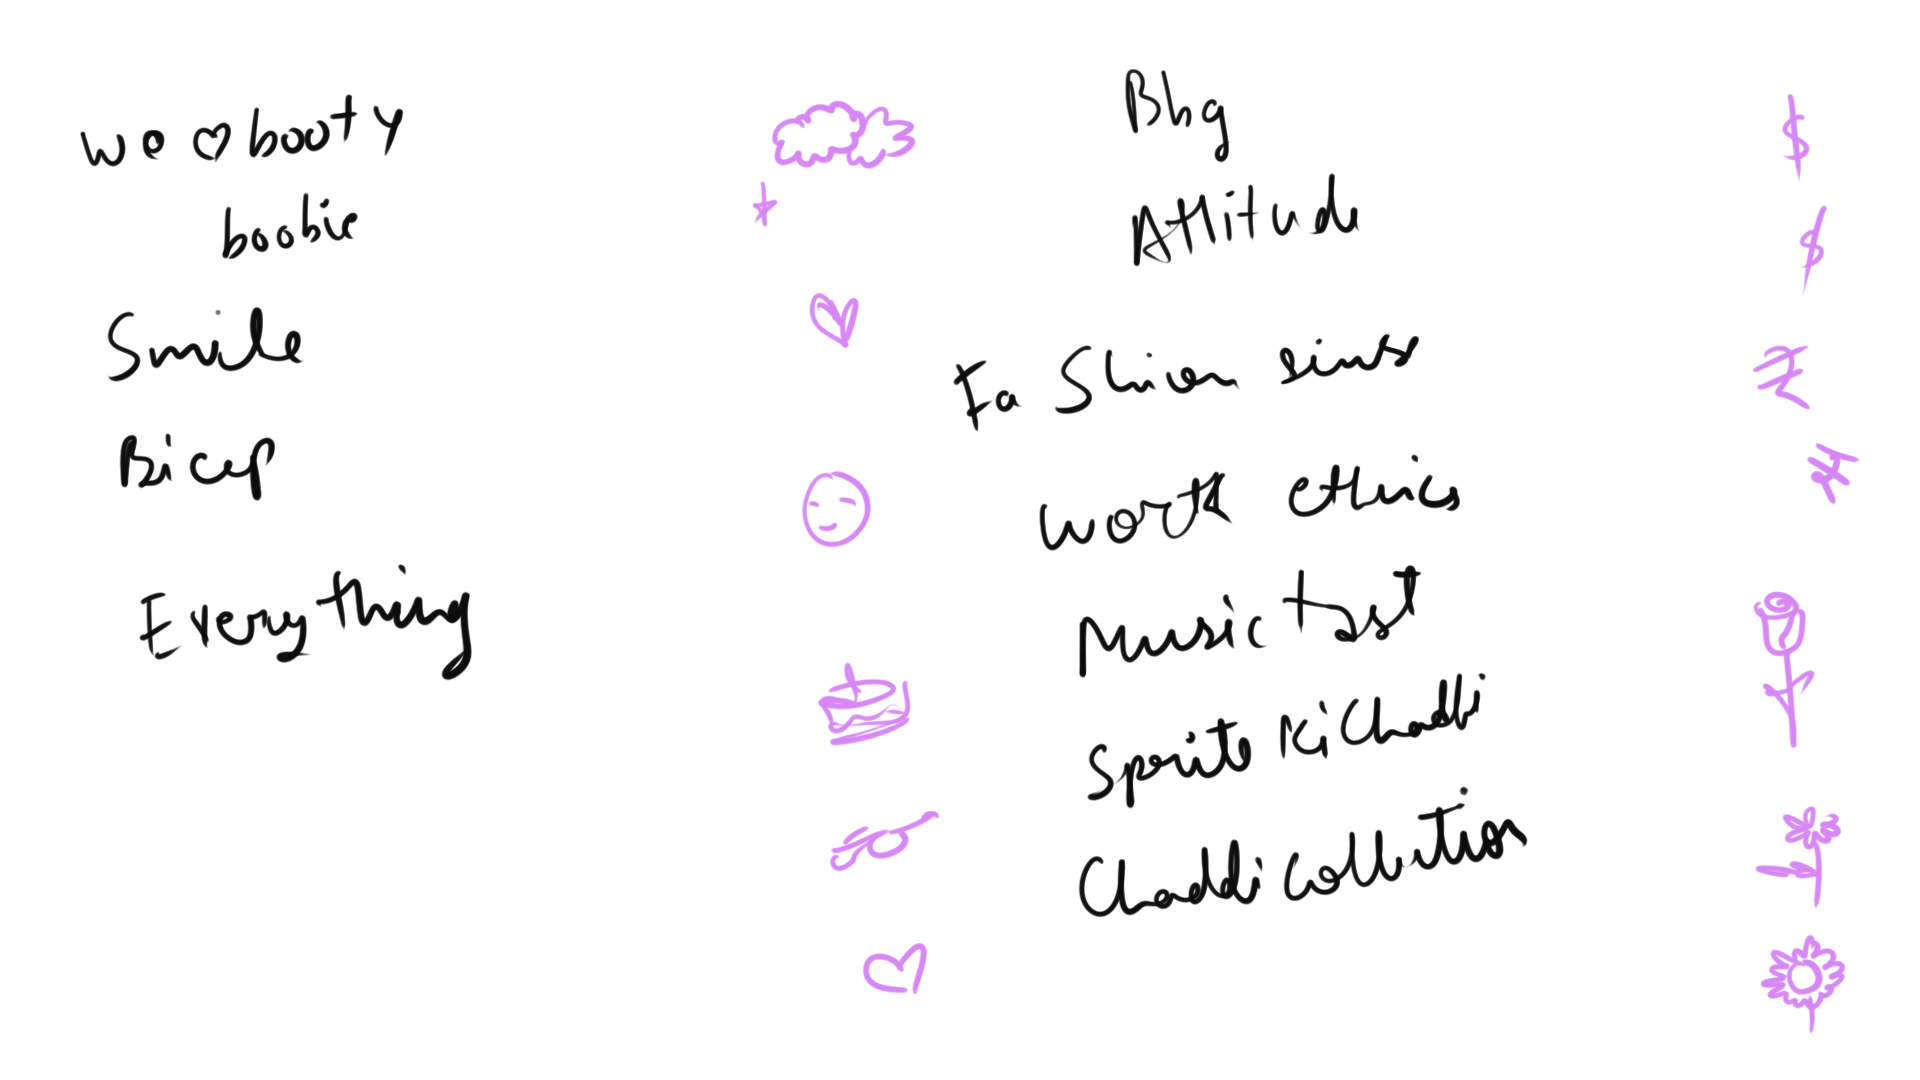 we ♡ booty
boobie
Smile
Bicep
Everything
Bhg
Attitude
Fa Shion sense
work ethics
Music tast
Sprite ki Chaddi
Chaddi collection
$
$
₹
₹